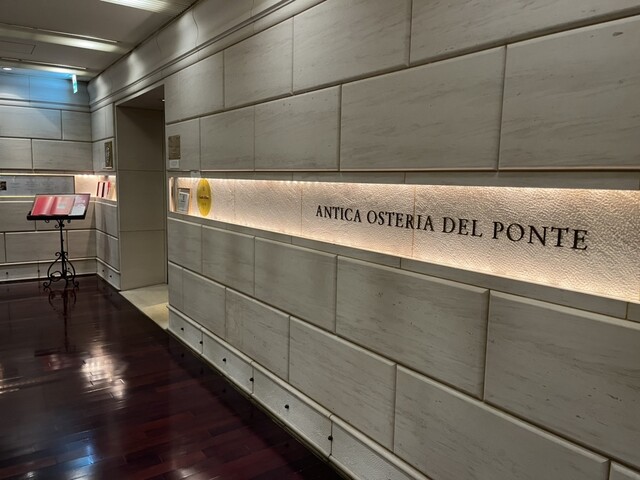 ANTICA OSTERIA DEL PONTE